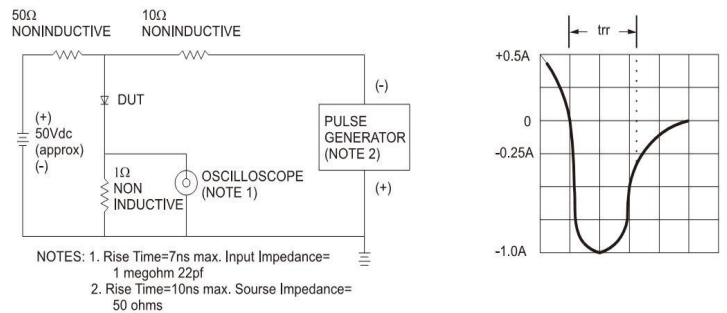 50Ω
NONINDUCTIVE
10Ω
NONINDUCTIVE
DUT
(+)
50Vdc
(approx)
(-)
1Ω
NON
INDUCTIVE
OSCILLOSCOPE
(NOTE 1)
(-)
PULSE
GENERATOR
(NOTE 2)
(+)
NOTES: 1. Rise Time=7ns max. Input Impedance=
1 megohm 22pf
2. Rise Time=10ns max. Sourse Impedance=
50 ohms
trr
+0.5A
0
-0.25A
-1.0A